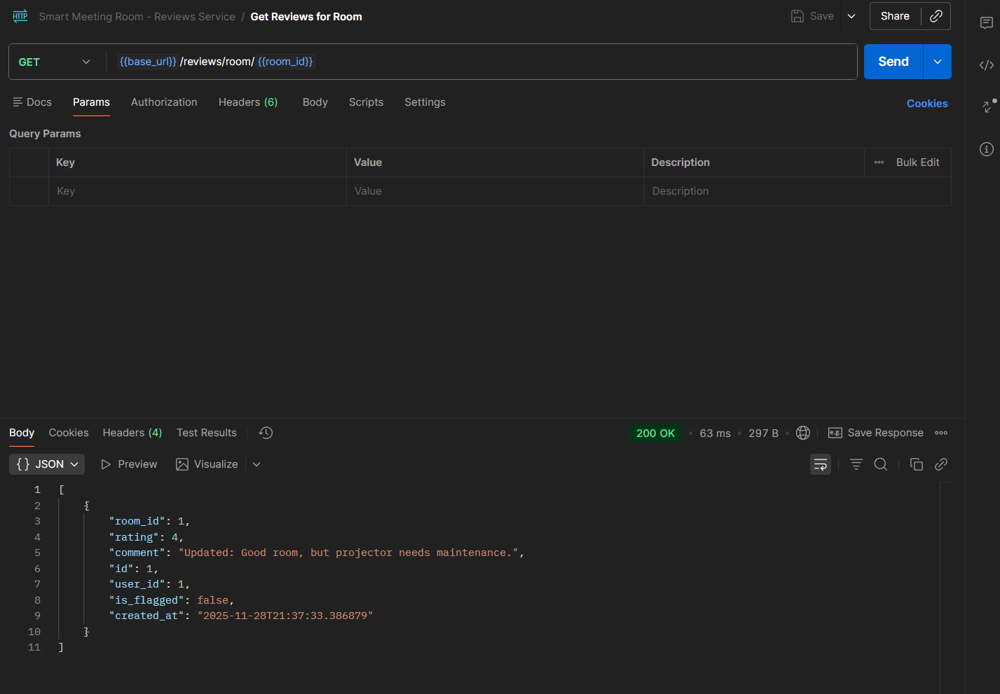 HTTP Smart Meeting Room - Reviews Service / Get Reviews for Room Save Share
GET {{base_url}} /reviews/room/ {{room_id}} Send
Docs Params Authorization Headers (6) Body Scripts Settings Cookies
Query Params
Key Value Description Bulk Edit
Key Value Description
Body Cookies Headers (4) Test Results 200 OK • 63 ms • 297 B • e.g. Save Response
{} JSON Preview Visualize
1 [
2 {
3 "room_id": 1,
4 "rating": 4,
5 "comment": "Updated: Good room, but projector needs maintenance.",
6 "id": 1,
7 "user_id": 1,
8 "is_flagged": false,
9 "created_at": "2025-11-28T21:37:33.386879"
10 }
11 ]